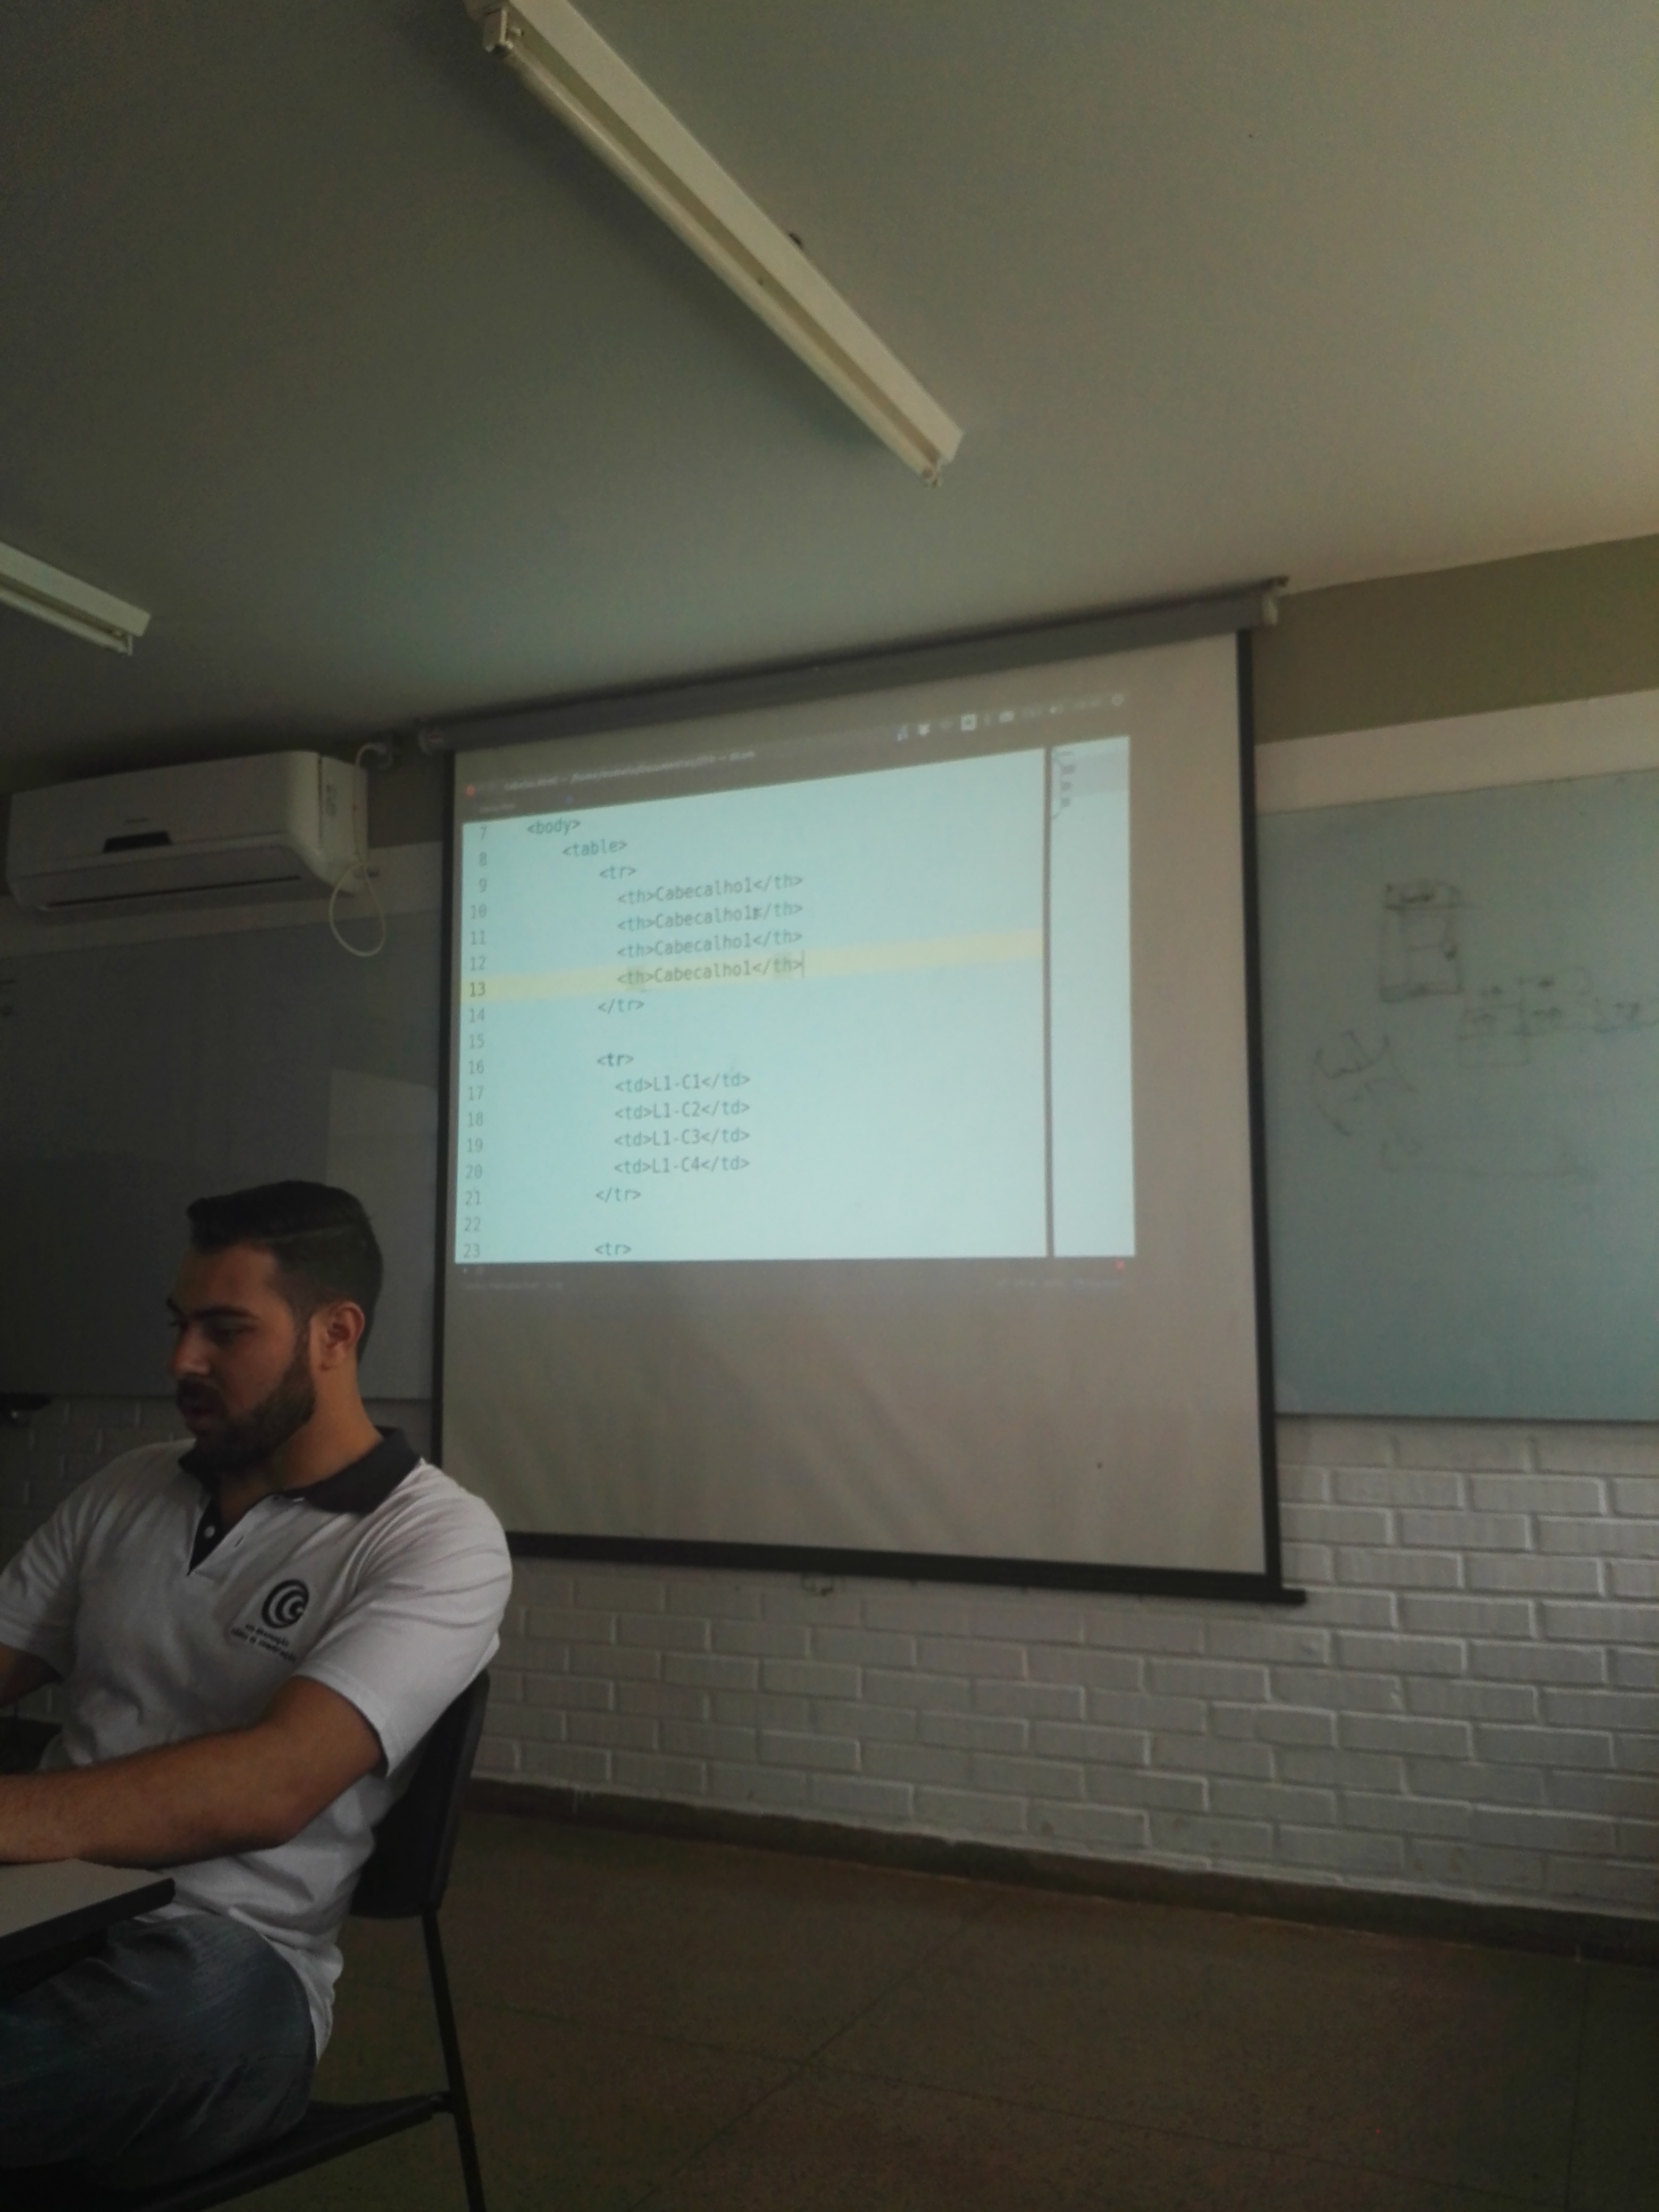 7 <body>
8 <table>
9 <tr>
10 <th>Cabecalho1</th>
11 <th>Cabecalho1</th>
12 <th>Cabecalho1</th>
13 <th>Cabecalho1</th>
14 </tr>
15
16 <tr>
17 <td>L1-C1</td>
18 <td>L1-C2</td>
19 <td>L1-C3</td>
20 <td>L1-C4</td>
21 </tr>
22
23 <tr>